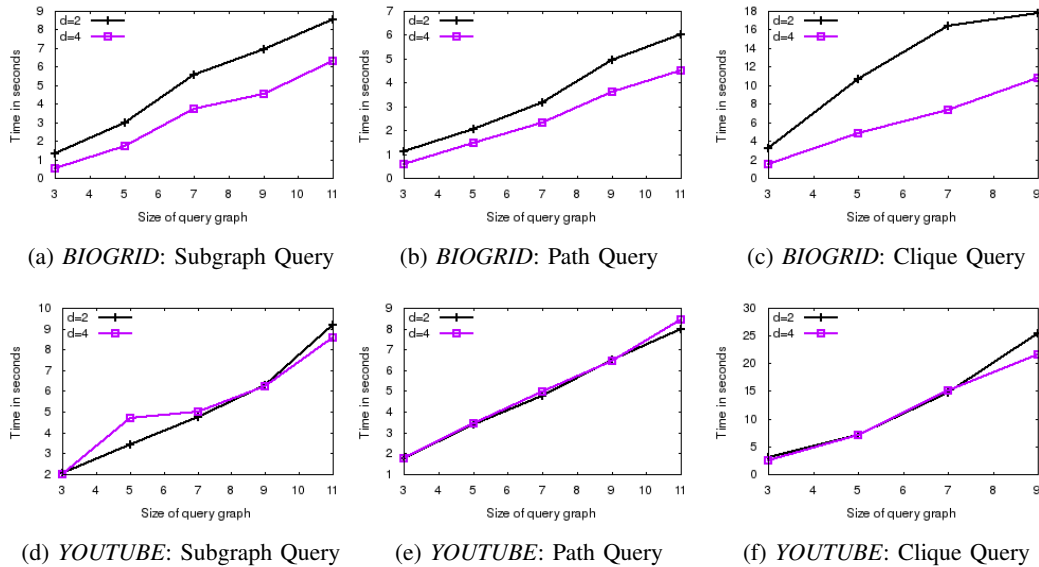 9
8
7
6
5
4
3
2
1
0
d=2
d=4
Time in seconds
3 4 5 6 7 8 9 10 11
Size of query graph
(a) BIOGRID: Subgraph Query
7
6
5
4
3
2
1
0
d=2
d=4
Time in seconds
3 4 5 6 7 8 9 10 11
Size of query graph
(b) BIOGRID: Path Query
18
16
14
12
10
8
6
4
2
0
d=2
d=4
Time in seconds
3 4 5 6 7 8 9
Size of query graph
(c) BIOGRID: Clique Query
10
9
8
7
6
5
4
3
2
d=2
d=4
Time in seconds
3 4 5 6 7 8 9 10 11
Size of query graph
(d) YOUTUBE: Subgraph Query
9
8
7
6
5
4
3
2
1
d=2
d=4
Time in seconds
3 4 5 6 7 8 9 10 11
Size of query graph
(e) YOUTUBE: Path Query
30
25
20
15
10
5
0
d=2
d=4
Time in seconds
3 4 5 6 7 8 9
Size of query graph
(f) YOUTUBE: Clique Query